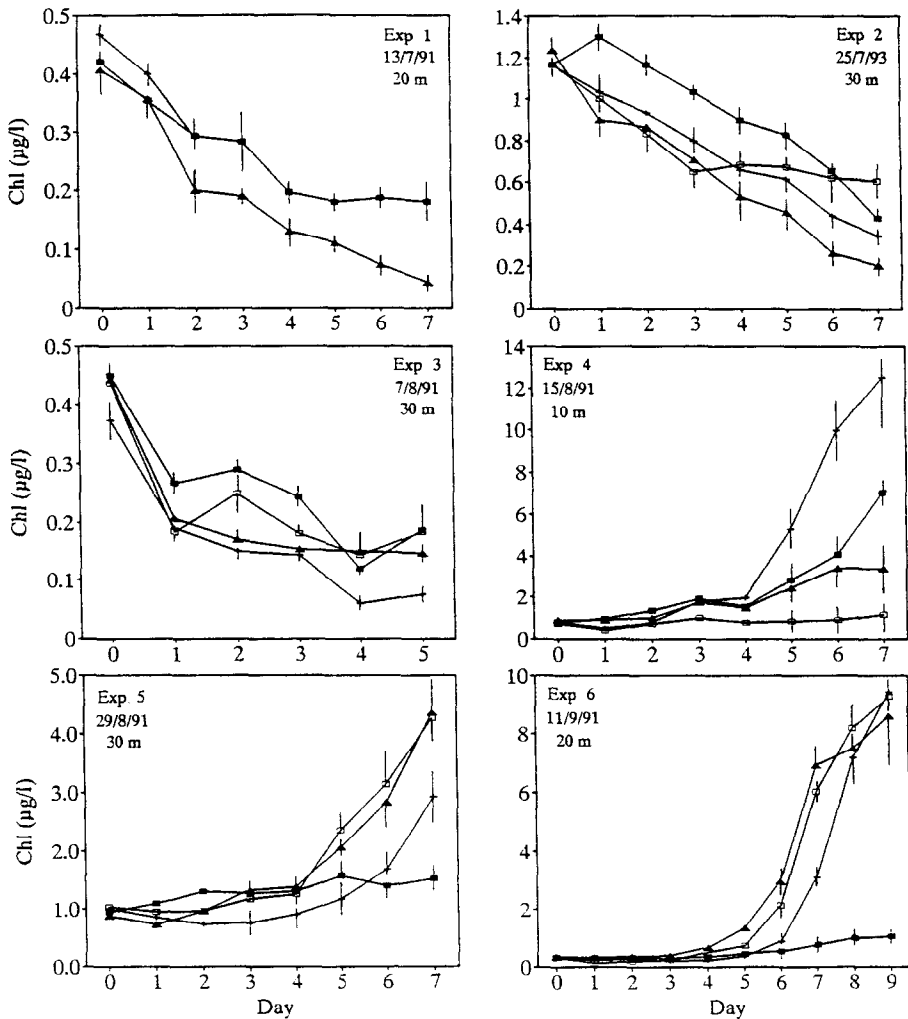 Exp 1
13/7/91
20 m
Chl (µg/l)
0.5
0.4
0.3
0.2
0.1
0
0 1 2 3 4 5 6 7
Exp 2
25/7/93
30 m
1.4
1.2
1
0.8
0.6
0.4
0.2
0
0 1 2 3 4 5 6 7
Exp 3
7/8/91
30 m
Chl (µg/l)
0.5
0.4
0.3
0.2
0.1
0
0 1 2 3 4 5
Exp 4
15/8/91
10 m
14
12
10
8
6
4
2
0
0 1 2 3 4 5 6 7
Exp 5
29/8/91
30 m
Chl (µg/l)
5.0
4.0
3.0
2.0
1.0
0.0
0 1 2 3 4 5 6 7
Day
Exp 6
11/9/91
20 m
10
8
6
4
2
0
0 1 2 3 4 5 6 7 8 9
Day